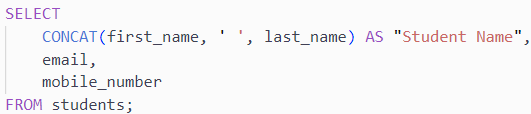 SELECT
    CONCAT(first_name, ' ', last_name) AS "Student Name",
    email,
    mobile_number
FROM students;